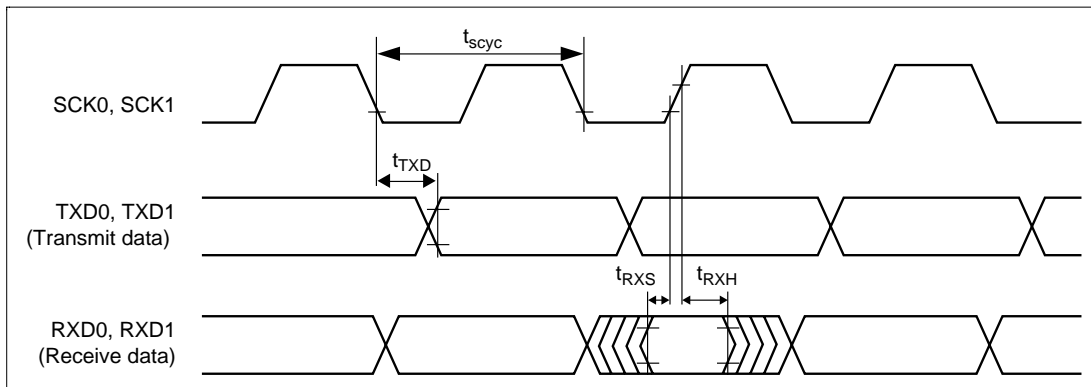 tscyc
SCK0, SCK1
tTXD
TXD0, TXD1
(Transmit data)
tRXS
tRXH
RXD0, RXD1
(Receive data)